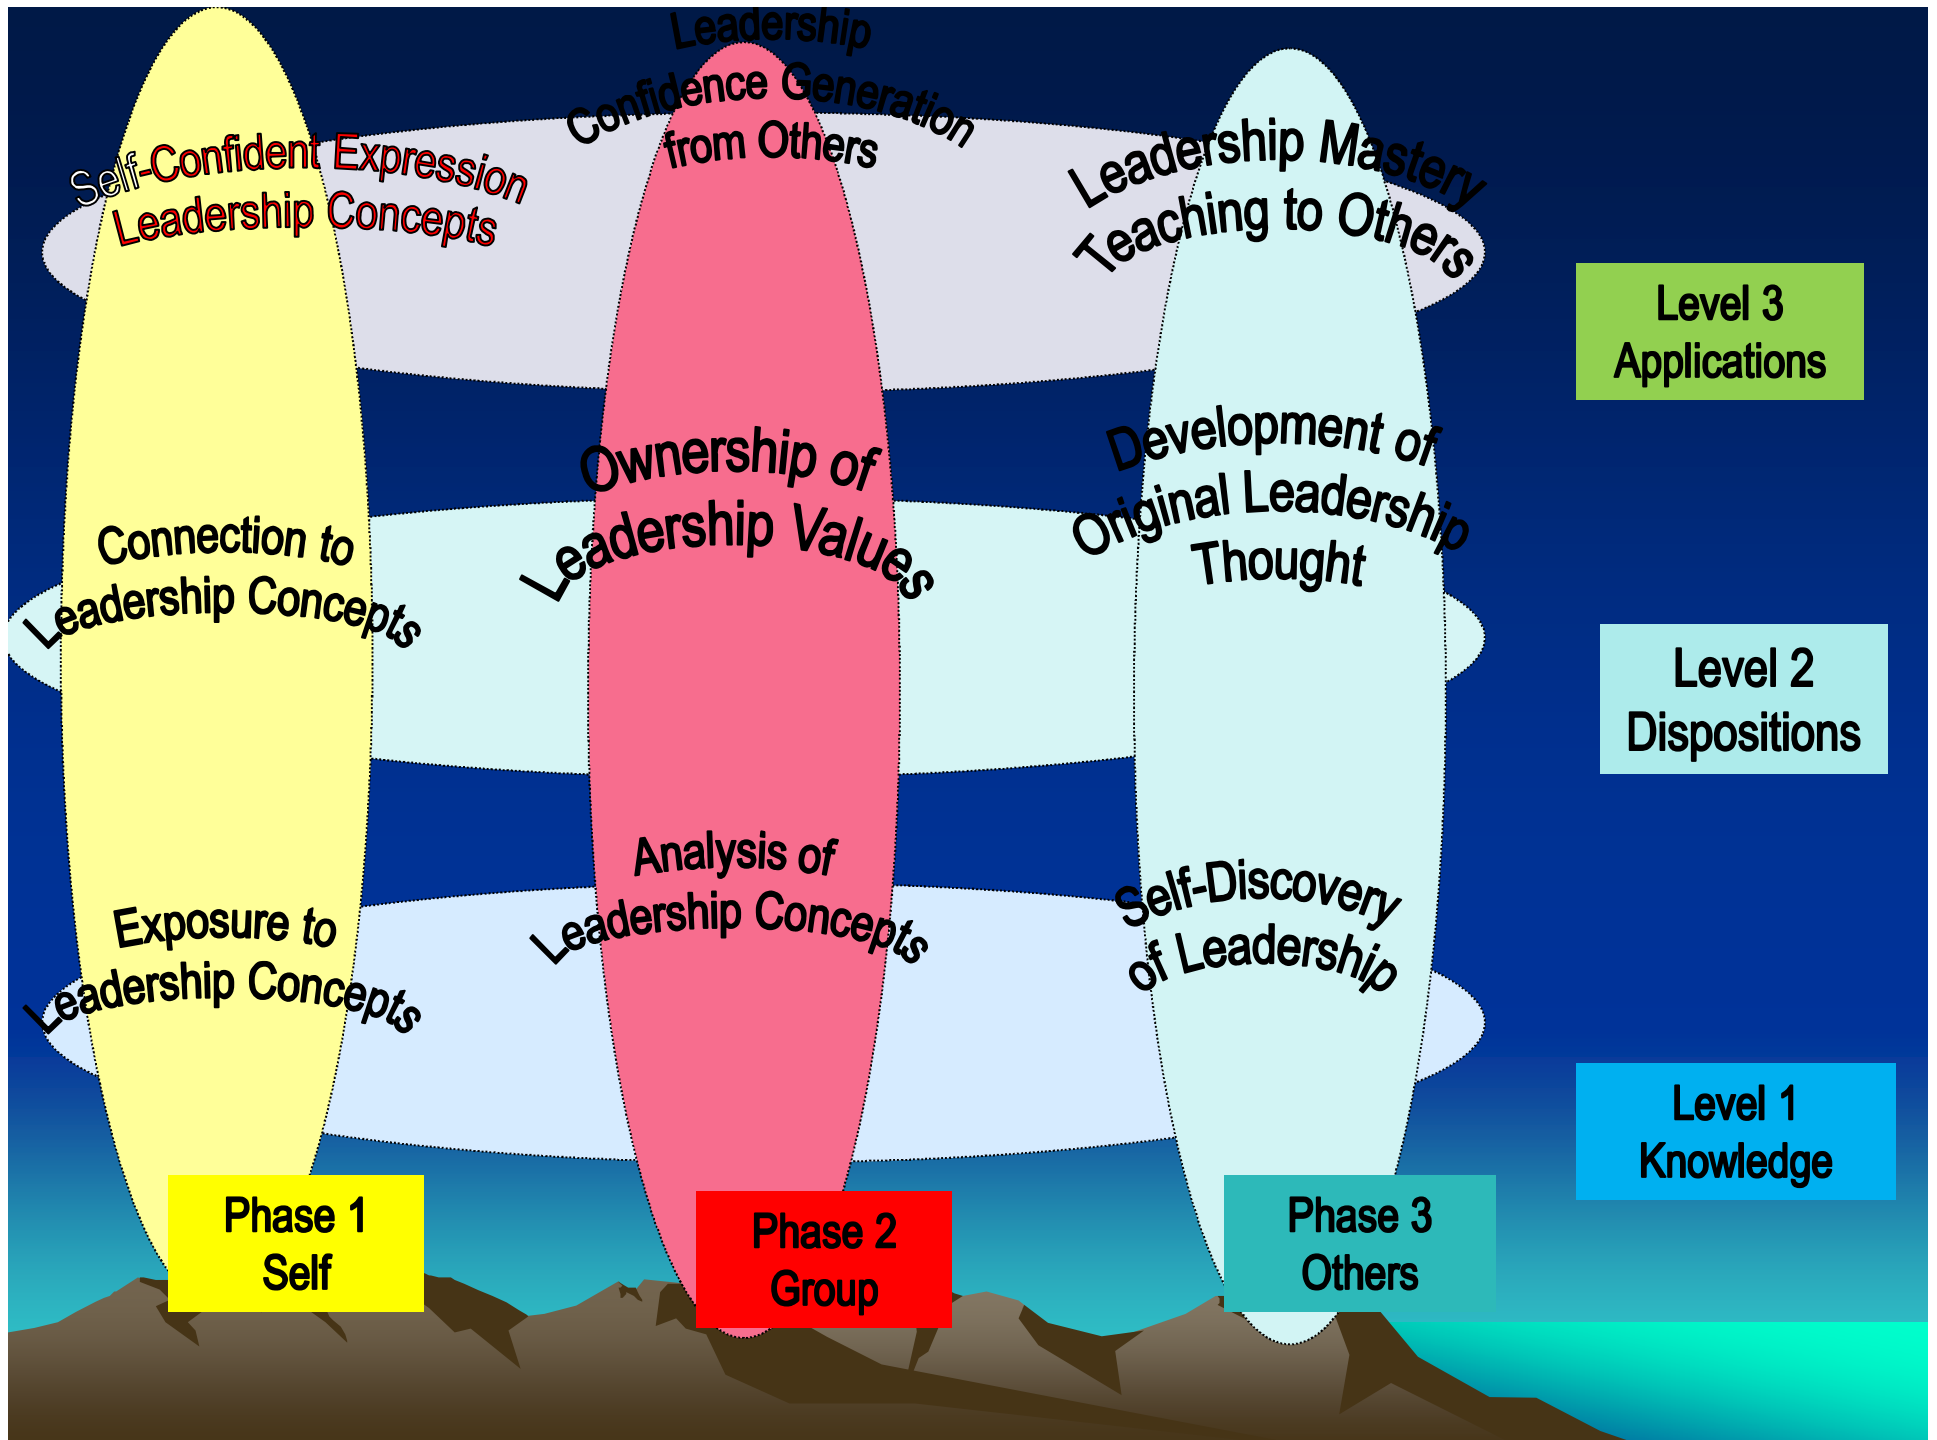 Leadership
Confidence Generation
from Others
Self-Confident Expression
Leadership Concepts
Leadership Mastery
Teaching to Others
Level 3
Applications
Connection to
Leadership Concepts
Ownership of
Leadership Values
Development of
Original Leadership
Thought
Level 2
Dispositions
Exposure to
Leadership Concepts
Analysis of
Leadership Concepts
Self-Discovery
of Leadership
Level 1
Knowledge
Phase 1
Self
Phase 2
Group
Phase 3
Others